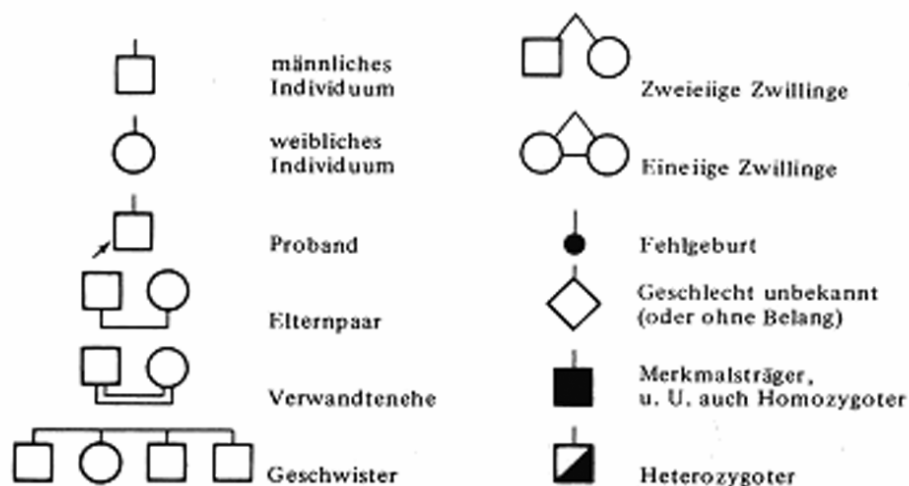 männliches
Individuum
weibliches
Individuum
Proband
Elternpaar
Verwandtenehe
Geschwister
Zweieiige Zwillinge
Eineiige Zwillinge
Fehlgeburt
Geschlecht unbekannt
(oder ohne Belang)
Merkmalsträger,
u. U. auch Homozygoter
Heterozygoter